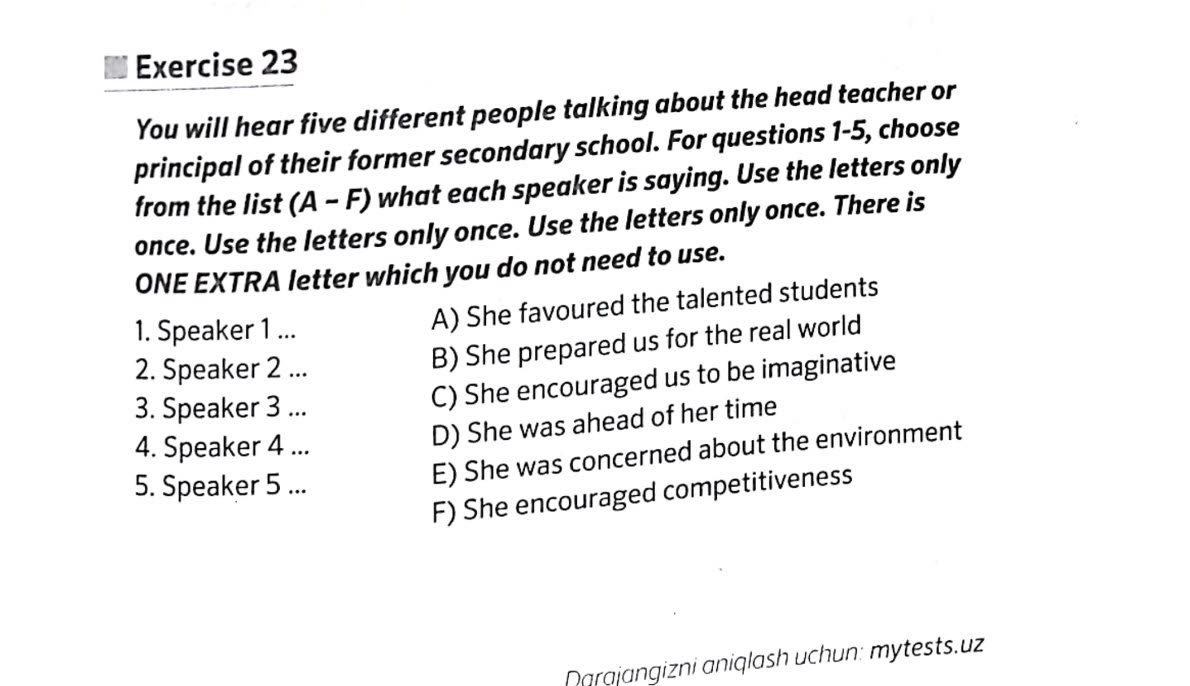 Exercise 23
You will hear five different people talking about the head teacher or
principal of their former secondary school. For questions 1-5, choose
from the list (A – F) what each speaker is saying. Use the letters only
once. Use the letters only once. Use the letters only once. There is
ONE EXTRA letter which you do not need to use.
1. Speaker 1 ...
2. Speaker 2 ...
3. Speaker 3 ...
4. Speaker 4 ...
5. Speaker 5 ...
A) She favoured the talented students
B) She prepared us for the real world
C) She encouraged us to be imaginative
D) She was ahead of her time
E) She was concerned about the environment
F) She encouraged competitiveness
Darajangizni aniqlash uchun: mytests.uz